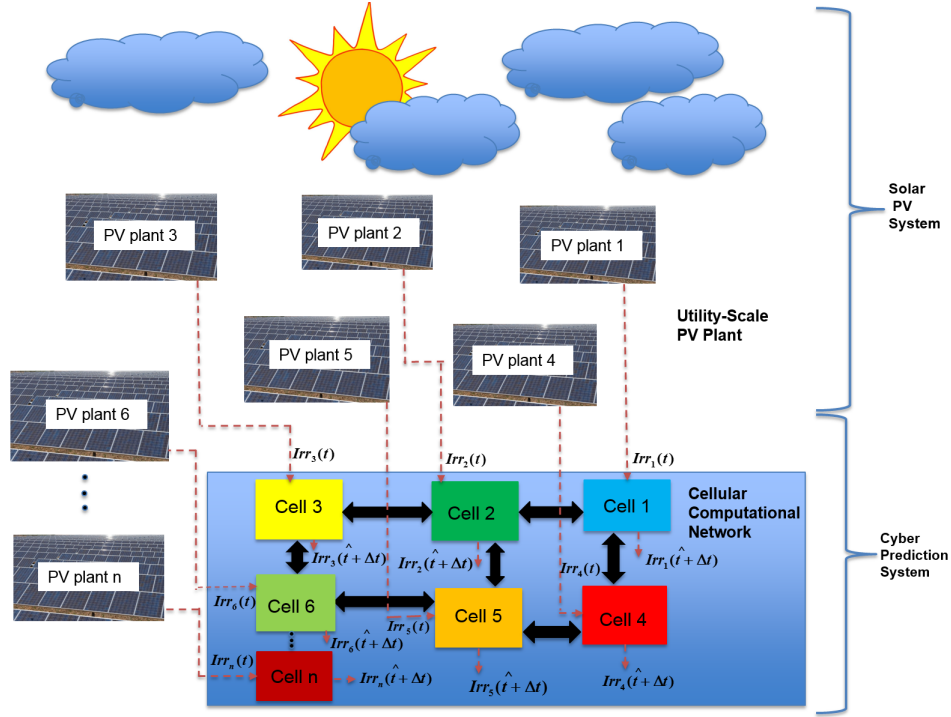 Solar
PV
System
PV plant 3
PV plant 2
PV plant 1
Utility-Scale
PV Plant
PV plant 5
PV plant 4
PV plant 6
PV plant n
Irr₃(t)
Irr₂(t)
Irr₁(t)
Cellular
Computational
Network
Cell 3
Cell 2
Cell 1
Cyber
Prediction
System
Irr₃(t̂ + Δt)
Irr₂(t̂ + Δt)
Irr₄(t)
Irr₁(t̂ + Δt)
Irr₆(t)
Cell 6
Cell 5
Cell 4
Irr₅(t)
Irr₆(t̂ + Δt)
Irrₙ(t)
Cell n
Irrₙ(t̂ + Δt)
Irr₅(t̂ + Δt)
Irr₄(t̂ + Δt)